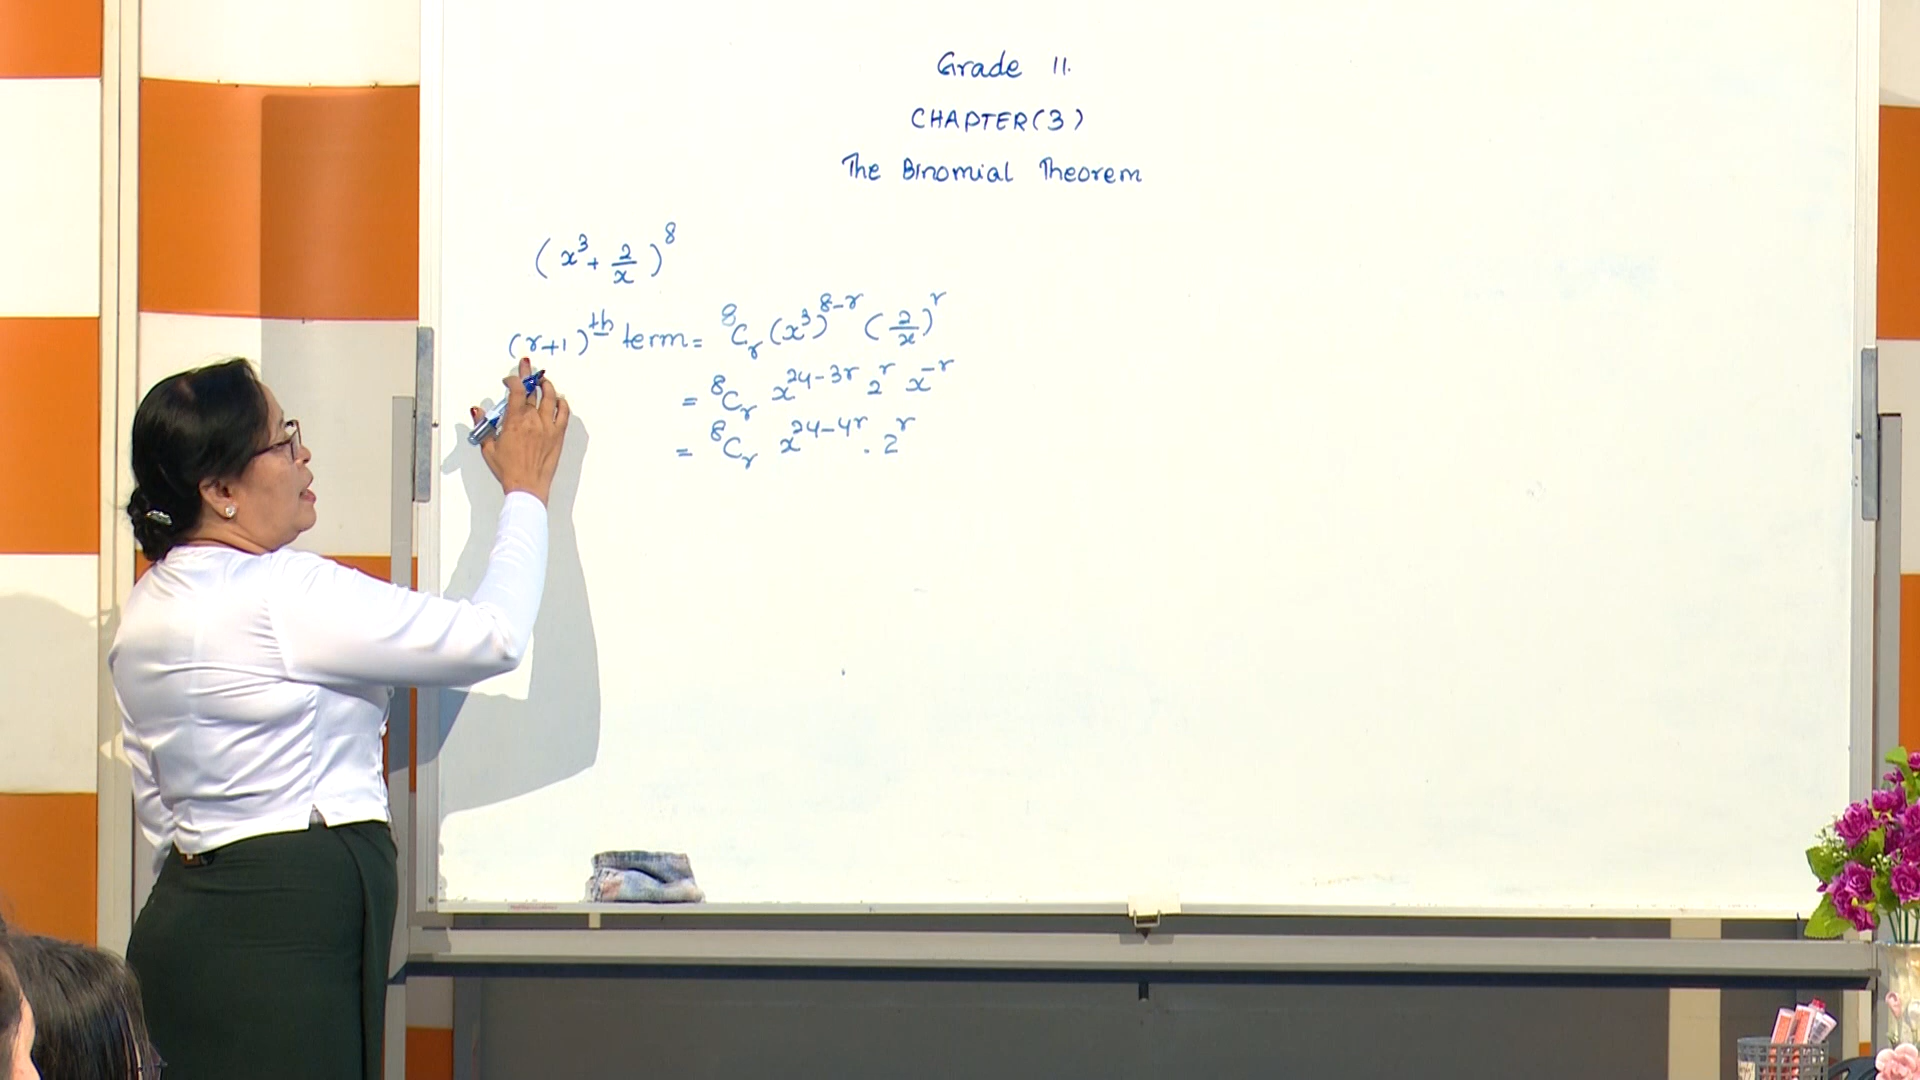 Grade 11.
CHAPTER(3)
The Binomial Theorem
(x³ + 2/x)⁸
(r+1)ᵗʰ term = ⁸Cᵣ (x³)⁸⁻ʳ (2/x)ʳ
= ⁸Cᵣ x²⁴⁻³ʳ 2ʳ x⁻ʳ
= ⁸Cᵣ x²⁴⁻⁴ʳ . 2ʳ